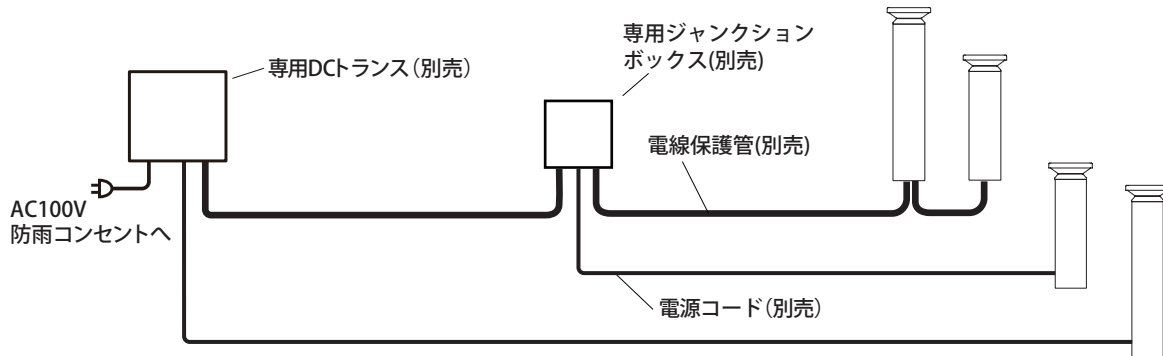 専用DCトランス（別売）
専用ジャンクション
ボックス(別売)
電線保護管(別売)
AC100V
防雨コンセントへ
電源コード（別売）